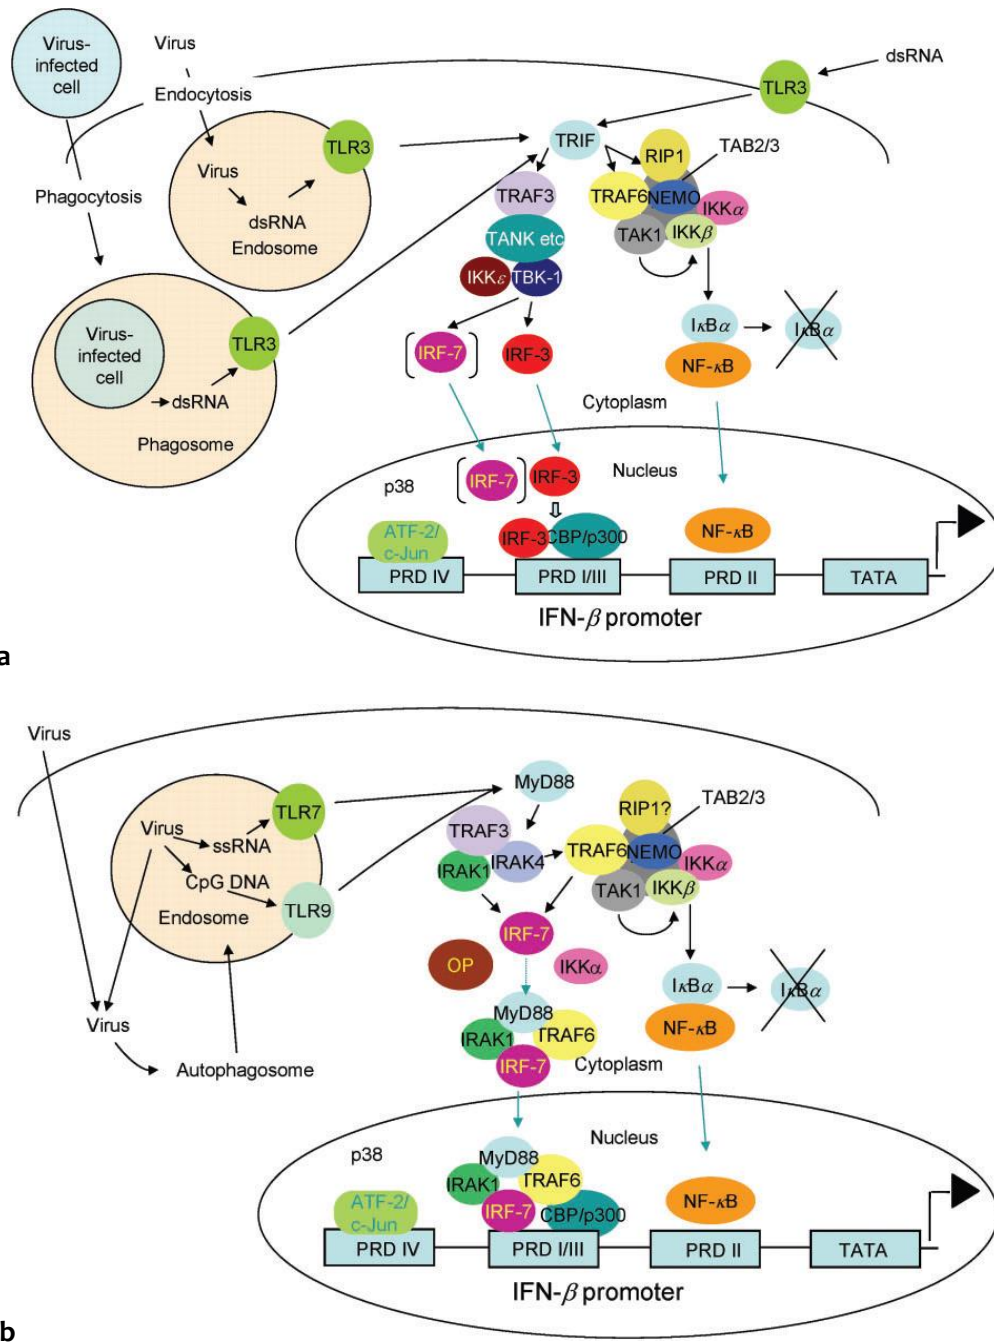 Virus-
infected
cell
Virus
Endocytosis
dsRNA
TLR3
TLR3
Virus
dsRNA
Endosome
Phagocytosis
TRIF
RIP1
TAB2/3
TRAF3
TRAF6
NEMO
IKKα
TANK etc
TAK1
IKKβ
IKKε
TBK-1
Virus-
infected
cell
TLR3
dsRNA
Phagosome
IκBα
IκBα
IRF-7
IRF-3
NF-κB
Cytoplasm
Nucleus
p38
IRF-7
IRF-3
ATF-2/
c-Jun
IRF-3
CBP/p300
NF-κB
PRD IV
PRD I/III
PRD II
TATA
IFN-β promoter
a
Virus
MyD88
TLR7
RIP1?
TAB2/3
Virus
ssRNA
TRAF3
CpG DNA
IRAK1
IRAK4
TRAF6
NEMO
IKKα
TAK1
IKKβ
Endosome
TLR9
IRF-7
OP
IKKα
IκBα
IκBα
Virus
MyD88
NF-κB
IRAK1
TRAF6
IRF-7
Cytoplasm
Autophagosome
Nucleus
p38
MyD88
IRAK1
TRAF6
ATF-2/
c-Jun
IRF-7
CBP/p300
NF-κB
PRD IV
PRD I/III
PRD II
TATA
IFN-β promoter
b